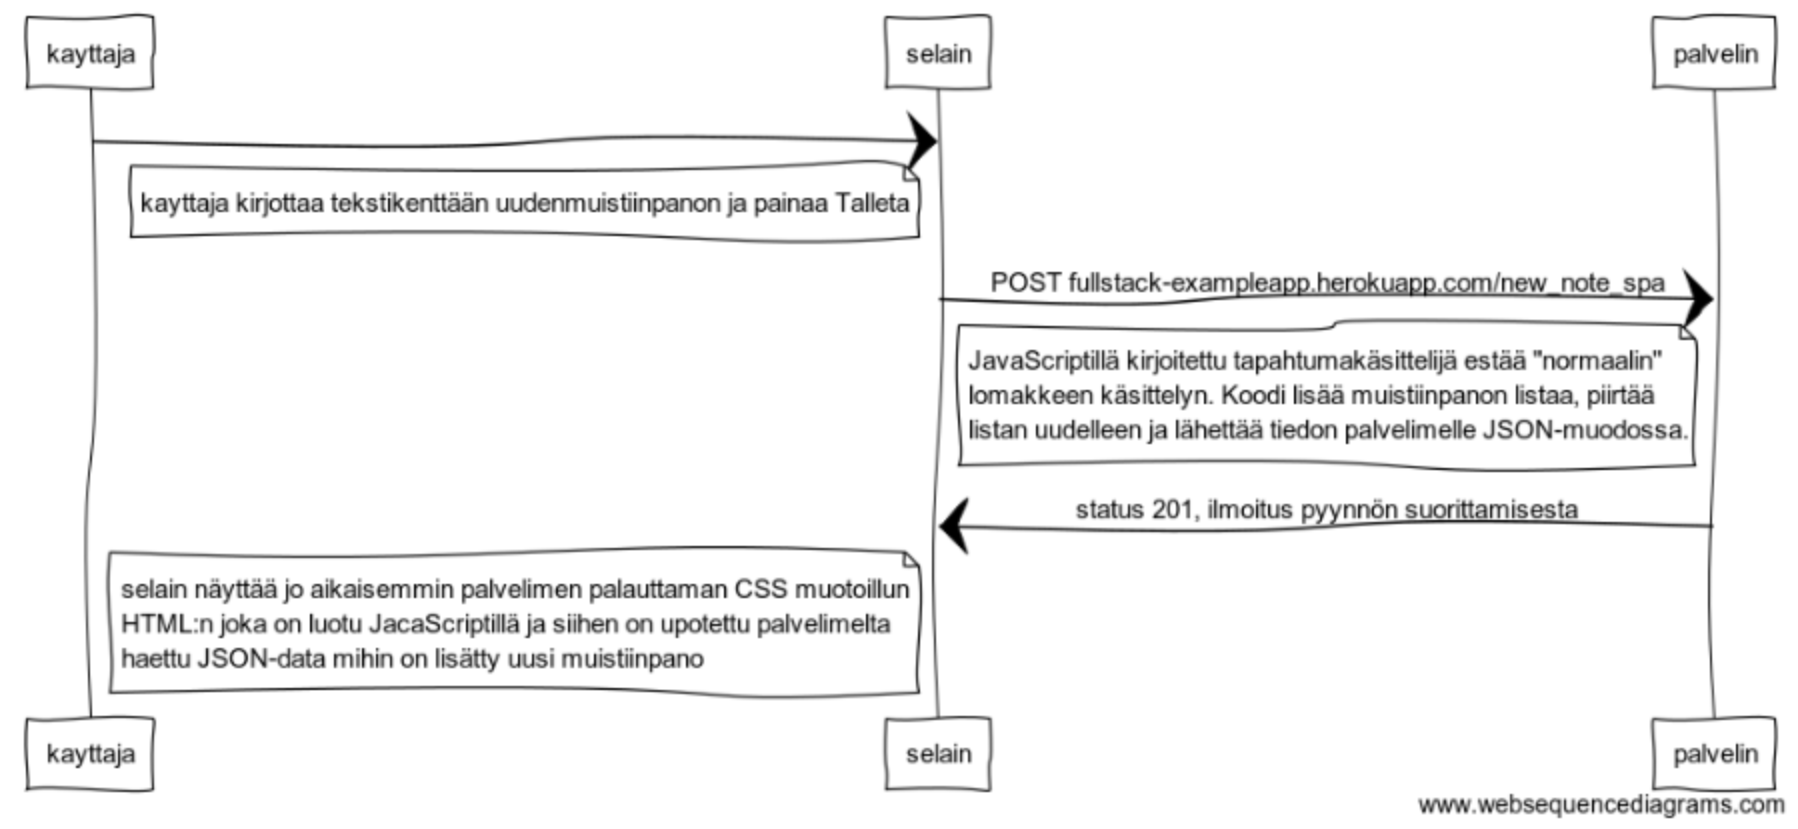 kayttaja
selain
palvelin
kayttaja kirjottaa tekstikenttään uudenmuistiinpanon ja painaa Talleta
POST fullstack-exampleapp.herokuapp.com/new_note_spa
JavaScriptillä kirjoitettu tapahtumakäsittelijä estää "normaalin"
lomakkeen käsittelyn. Koodi lisää muistiinpanon listaa, piirtää
listan uudelleen ja lähettää tiedon palvelimelle JSON-muodossa.
status 201, ilmoitus pyynnön suorittamisesta
selain näyttää jo aikaisemmin palvelimen palauttaman CSS muotoillun
HTML:n joka on luotu JacaScriptillä ja siihen on upotettu palvelimelta
haettu JSON-data mihin on lisätty uusi muistiinpano
kayttaja
selain
palvelin
www.websequencediagrams.com